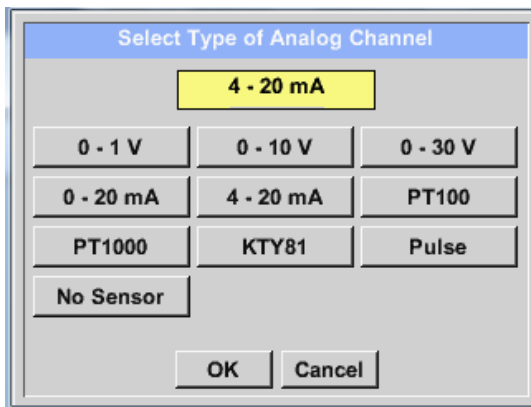 Select Type of Analog Channel
4 - 20 mA
0 - 1 V 0 - 10 V 0 - 30 V
0 - 20 mA 4 - 20 mA PT100
PT1000 KTY81 Pulse
No Sensor
OK Cancel